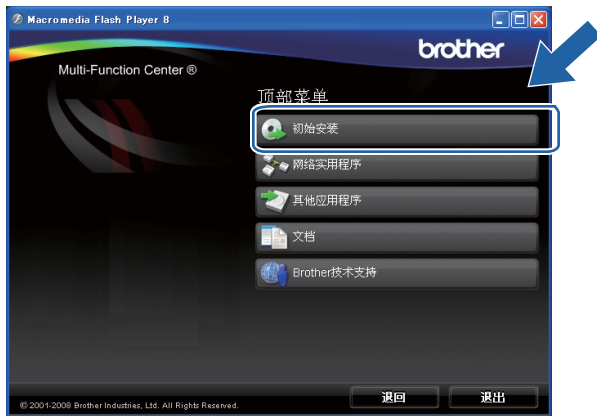 Macromedia Flash Player 8
brother
Multi-Function Center ®
顶部菜单
初始安装
网络实用程序
其他应用程序
文档
Brother技术支持
© 2001-2008 Brother Industries, Ltd. All Rights Reserved.
退回
退出